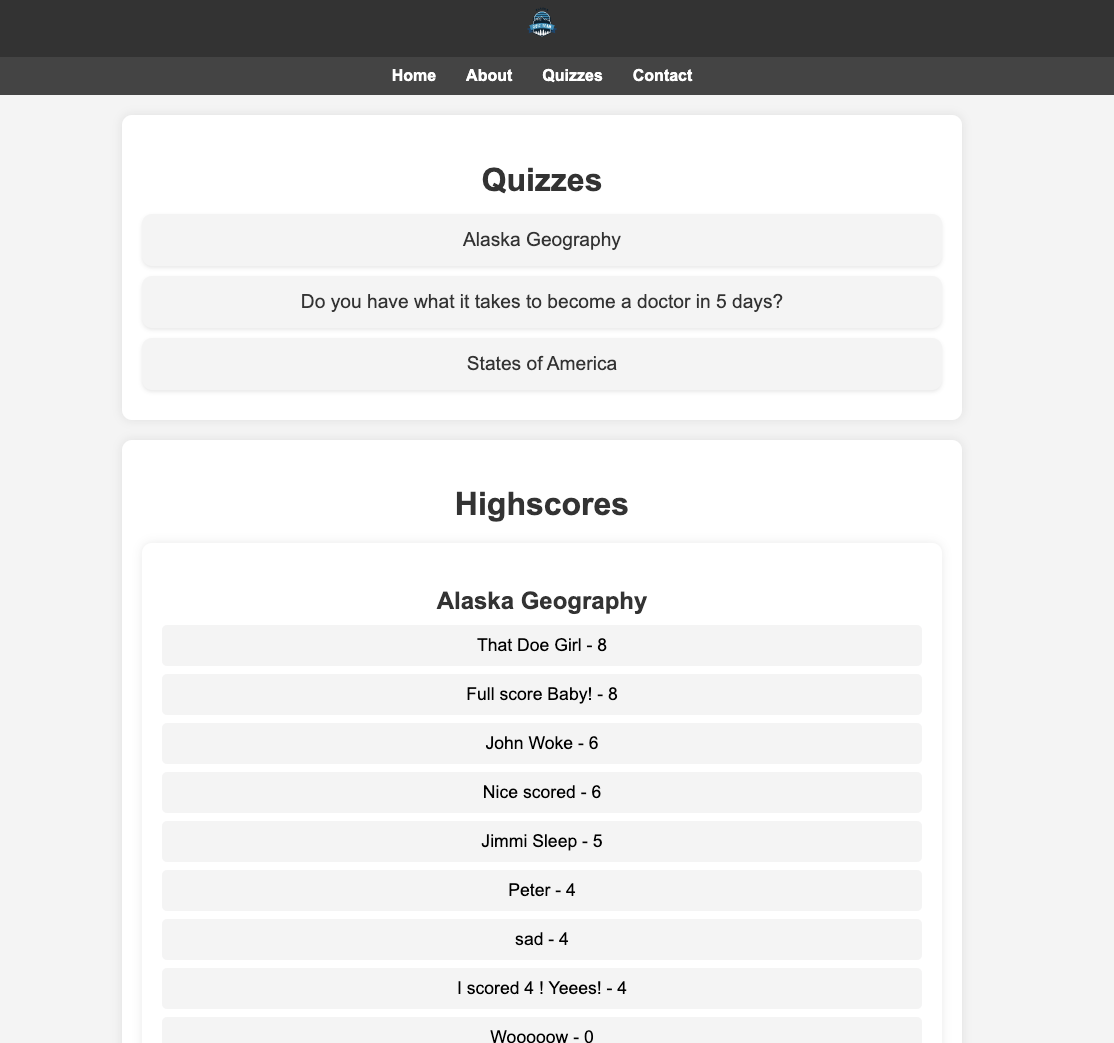 Home About Quizzes Contact
Quizzes
Alaska Geography
Do you have what it takes to become a doctor in 5 days?
States of America
Highscores
Alaska Geography
That Doe Girl - 8
Full score Baby! - 8
John Woke - 6
Nice scored - 6
Jimmi Sleep - 5
Peter - 4
sad - 4
I scored 4 ! Yeees! - 4
Wooooow - 0